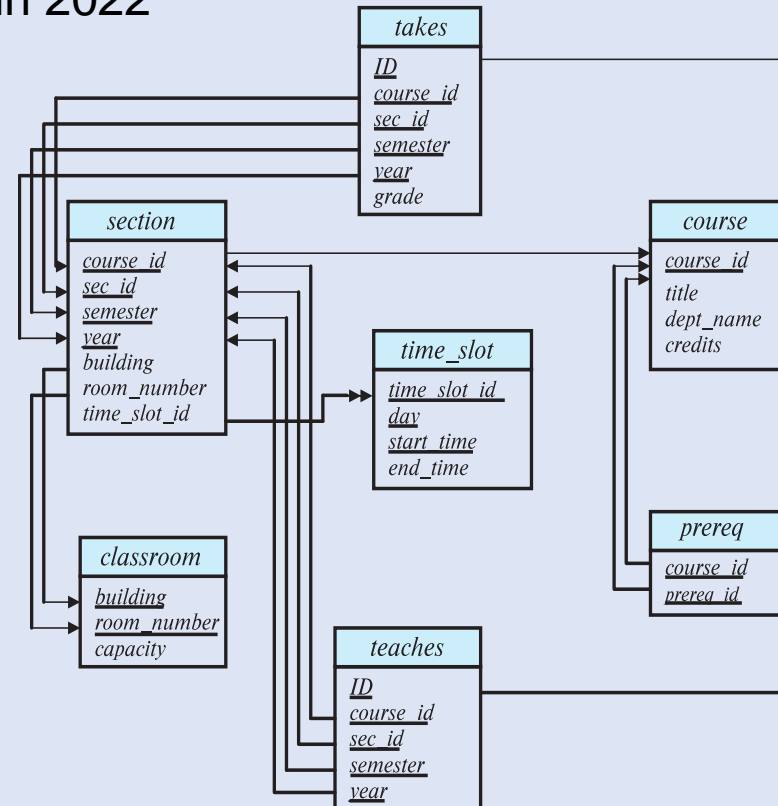 in 2022
takes
ID
course_id
sec_id
semester
year
grade
section
course_id
sec_id
semester
year
building
room_number
time_slot_id
course
course_id
title
dept_name
credits
time_slot
time_slot_id
day
start_time
end_time
classroom
building
room_number
capacity
prereq
course_id
prereq_id
teaches
ID
course_id
sec_id
semester
year